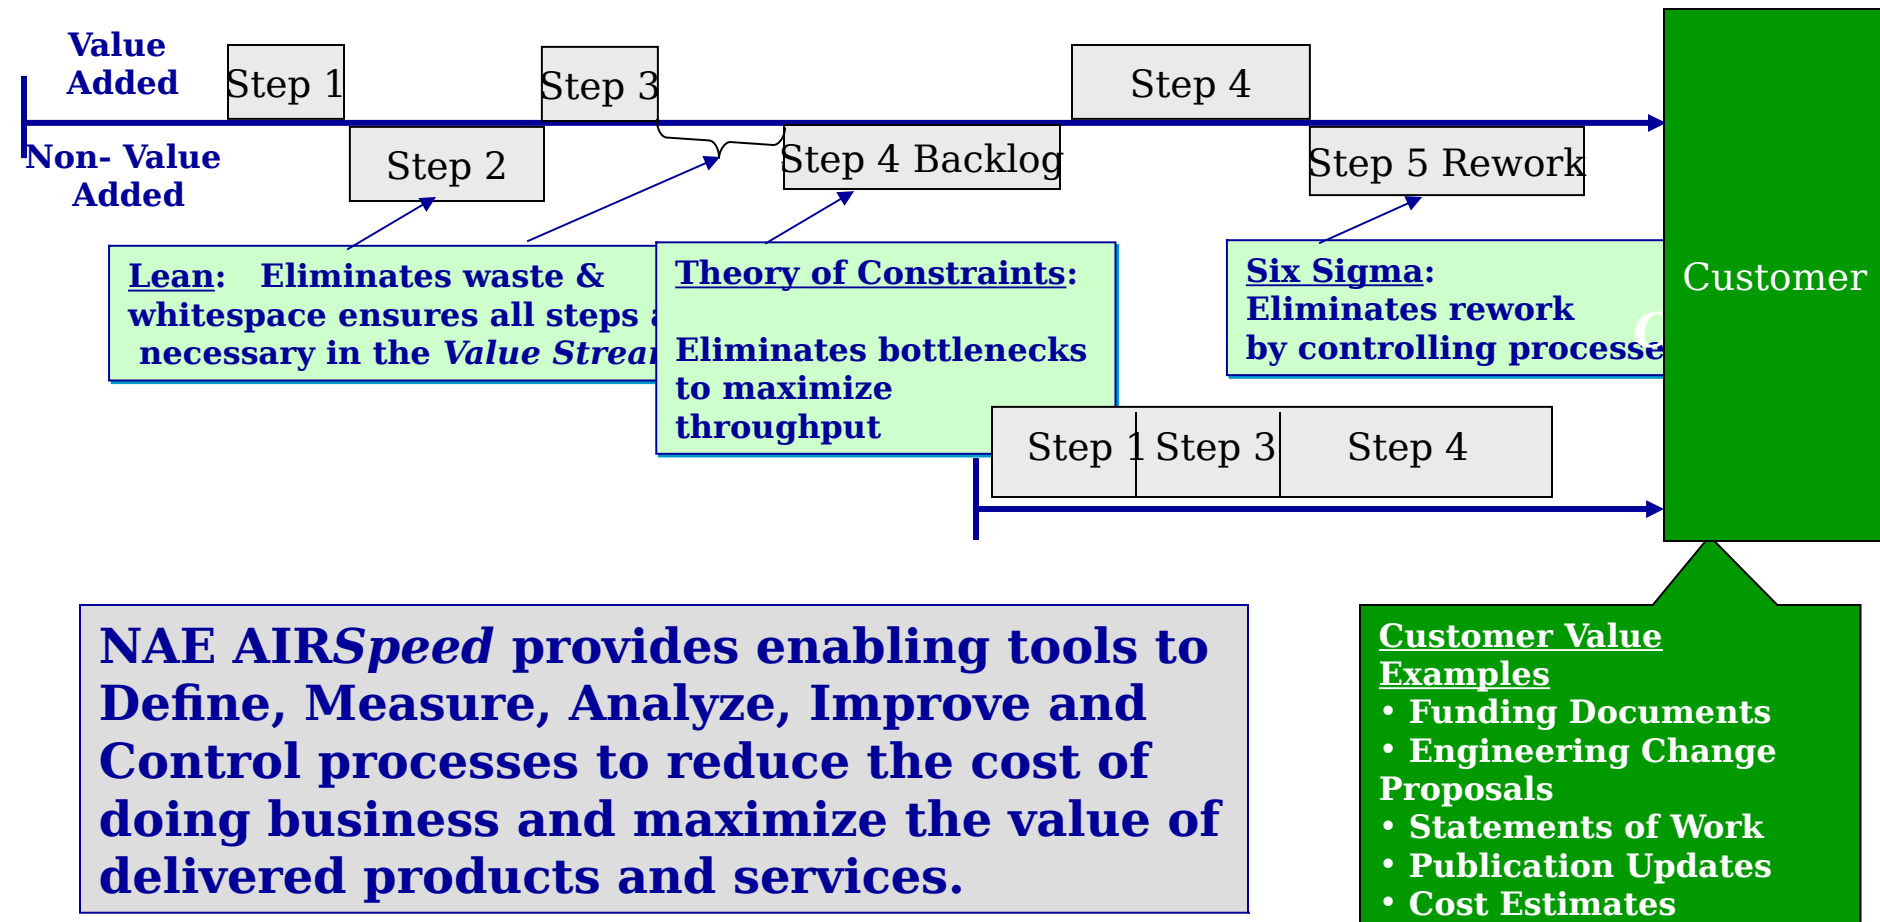 Value
Added
Step 1
Step 3
Step 4
Non- Value
Added
Step 2
Step 4 Backlog
Step 5 Rework
Lean: Eliminates waste &
whitespace ensures all steps
necessary in the Value
Theory of Constraints:
Eliminates bottlenecks
to maximize
throughput
Six Sigma:
Eliminates rework
by controlling
Customer
Step 1
Step 3
Step 4
NAE AIRSpeed provides enabling tools to
Define, Measure, Analyze, Improve and
Control processes to reduce the cost of
doing business and maximize the value of
delivered products and services.
Customer Value
Examples
• Funding Documents
• Engineering Change
Proposals
• Statements of Work
• Publication Updates
• Cost Estimates